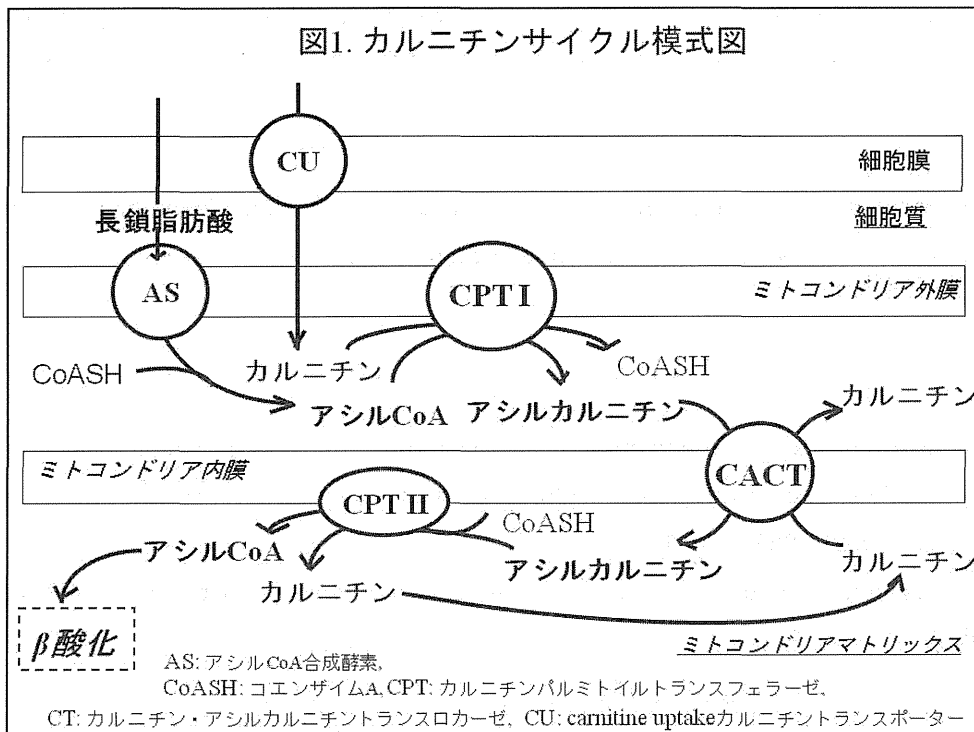 図1. カルニチンサイクル模式図
CU
細胞膜
細胞質
長鎖脂肪酸
AS
CPT I
ミトコンドリア外膜
CoASH
カルニチン
CoASH
アシルCoA
アシルカルニチン
カルニチン
ミトコンドリア内膜
CPT II
CACT
CoASH
アシルCoA
アシルカルニチン
カルニチン
カルニチン
β酸化
ミトコンドリアマトリックス
AS: アシルCoA合成酵素,
CoASH: コエンザイムA, CPT: カルニチンパルミトイルトランスフェラーゼ、
CT: カルニチン・アシルカルニチントランスロカーゼ、CU: carnitine uptakeカルニチントランスポーター